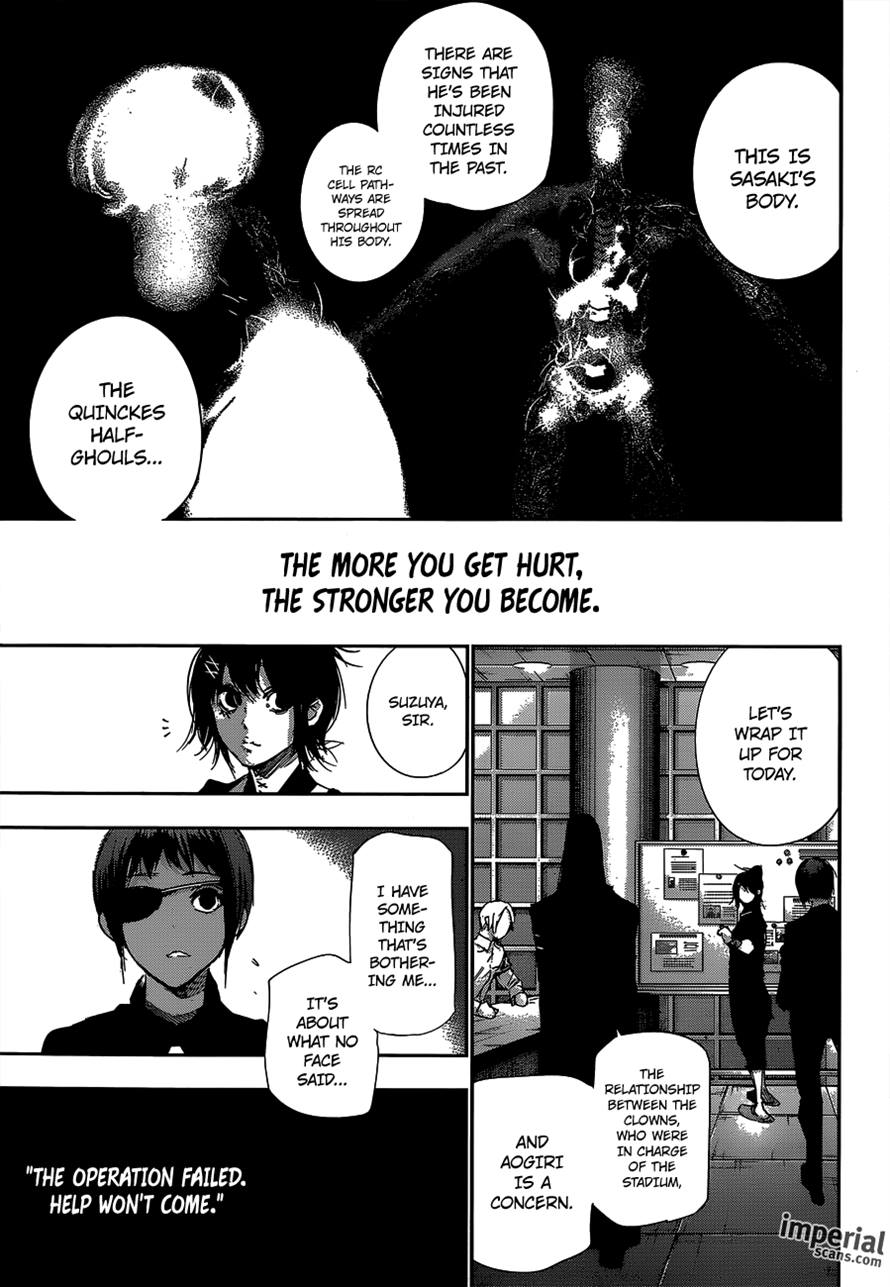 THIS IS
SASAKI'S
BODY.
THERE ARE
SIGNS THAT
HE'S BEEN
INJURED
COUNTLESS
TIMES IN
THE PAST.
THE RC
CELL PATH-
WAYS ARE
SPREAD
THROUGHOUT
HIS BODY.
THE
QUINCKES
HALF-
GHOULS...
THE MORE YOU GET HURT,
THE STRONGER YOU BECOME.
LET'S
WRAP IT
UP FOR
TODAY.
THE
RELATIONSHIP
BETWEEN THE
CLOWNS,
WHO WERE
IN CHARGE
OF THE
STADIUM,
AND
AOGIRI
IS A
CONCERN.
SUZUYA,
SIR.
I HAVE
SOME-
THING
THAT'S
BOTHER-
ING ME...
IT'S
ABOUT
WHAT NO
FACE
SAID...
"THE OPERATION FAILED.
HELP WON'T COME."
imperial
scans.com